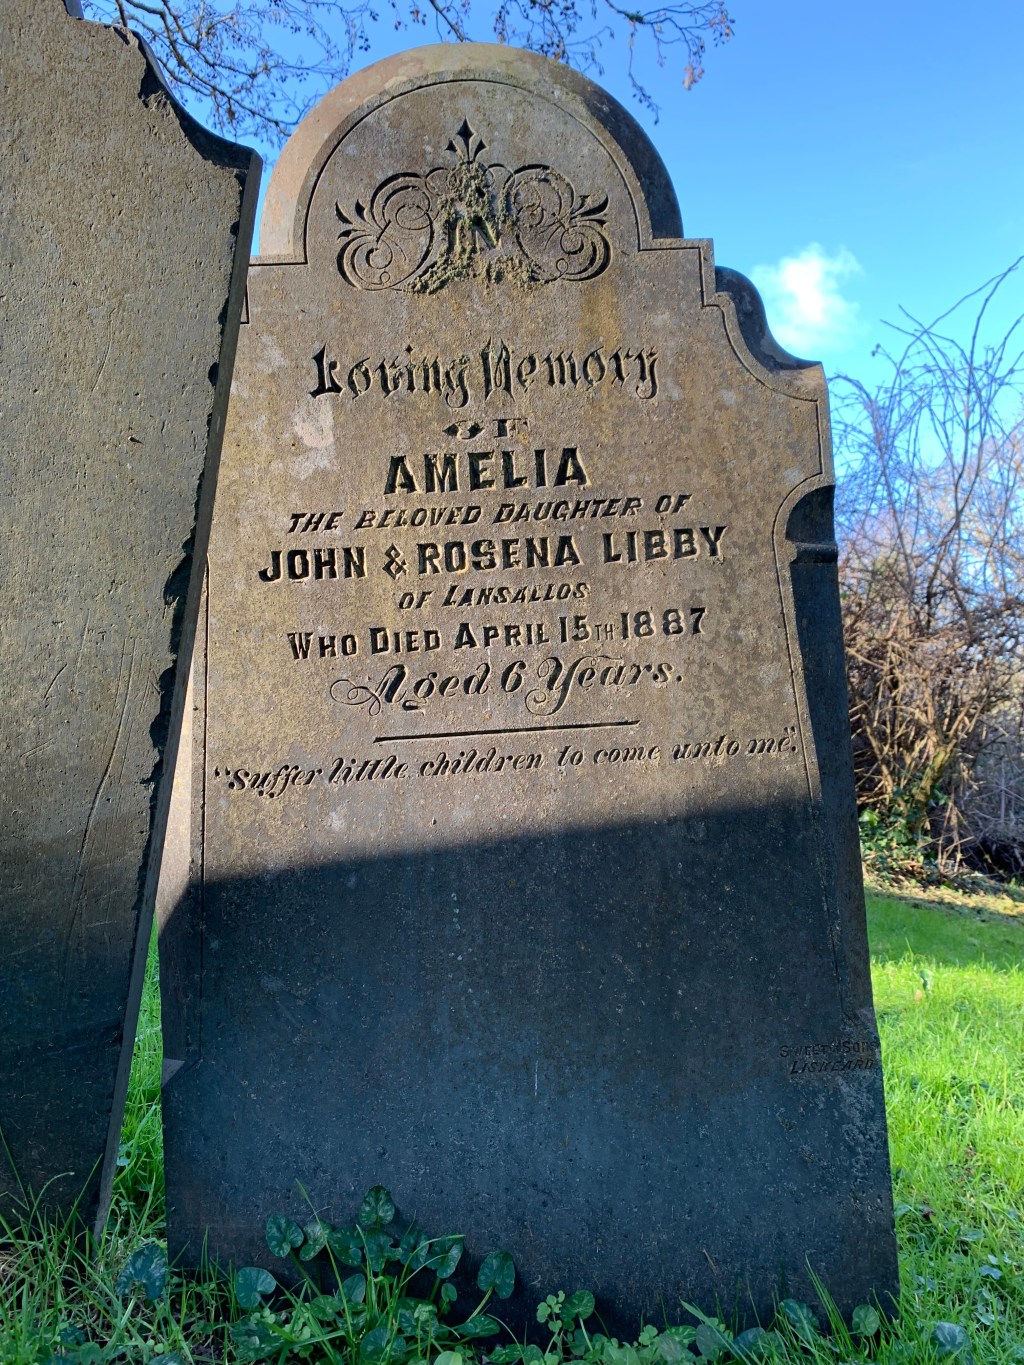 IN
Loving Memory
OF
AMELIA
THE BELOVED DAUGHTER OF
JOHN & ROSENA LIBBY
OF LANSALLOS
WHO DIED APRIL 15TH 1887
Aged 6 Years.
"Suffer little children to come unto me."
SWEET & SONS
LISKEARD